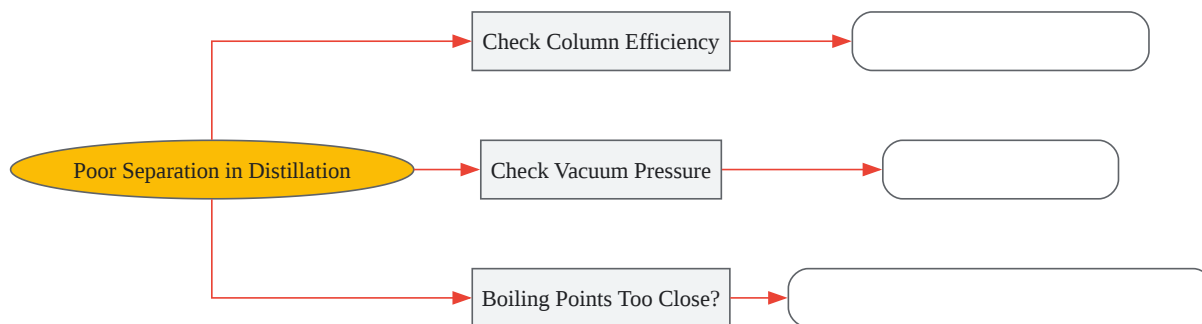 Check Column Efficiency
Poor Separation in Distillation
Check Vacuum Pressure
Boiling Points Too Close?